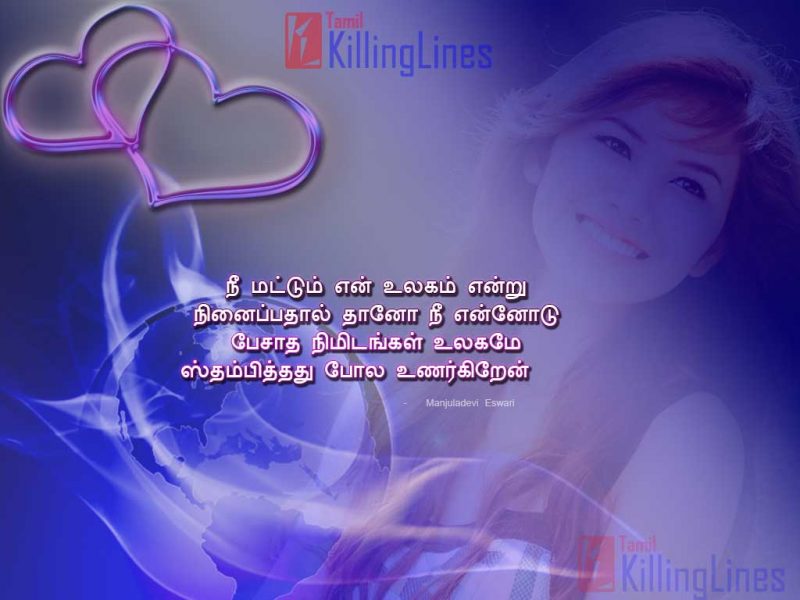 Tamil
KillingLines
நீ மட்டும் என் உலகம் என்று
நினைப்பதால் தானோ நீ என்னோடு
பேசாத நிமிடங்கள் உலகமே
ஸ்தம்பித்தது போல உணர்கிறேன்
- Manjuladevi Eswari
Tamil
KillingLines